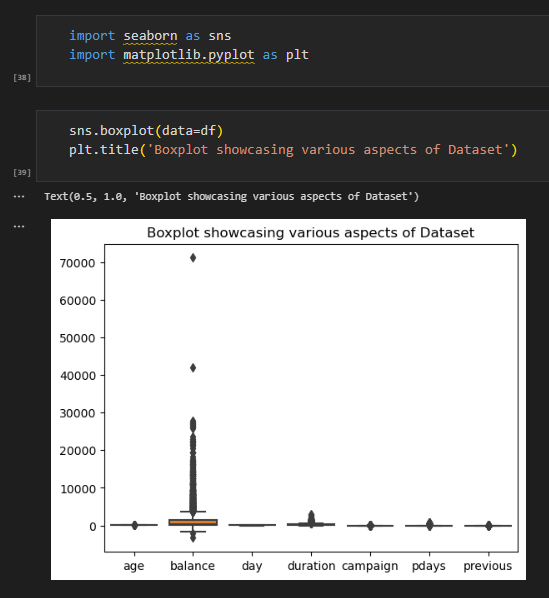 import seaborn as sns
import matplotlib.pyplot as plt
[38]
sns.boxplot(data=df)
plt.title('Boxplot showcasing various aspects of Dataset')
[39]
... Text(0.5, 1.0, 'Boxplot showcasing various aspects of Dataset')
...
Boxplot showcasing various aspects of Dataset
70000
60000
50000
40000
30000
20000
10000
0
age balance day duration campaign pdays previous